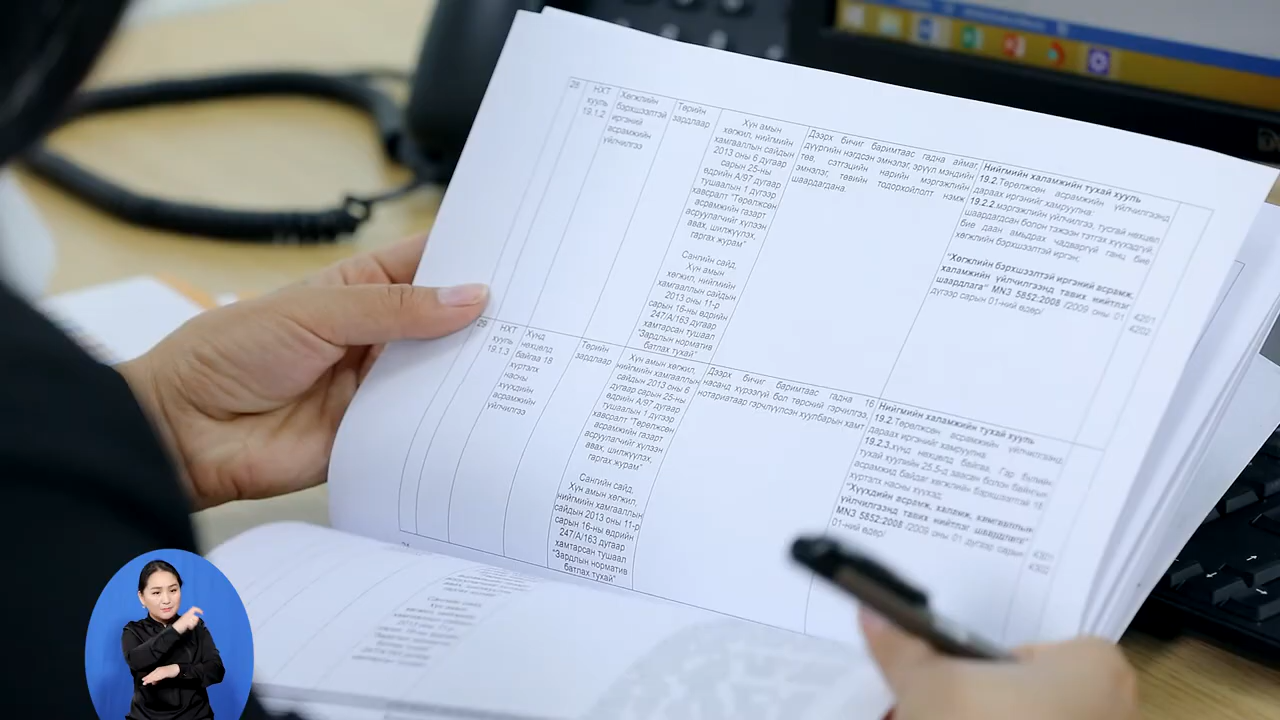 28
НХТ
хууль
19.1.2
Хөгжлийн
бэрхшээлтэй
иргэний
асрамжийн
үйлчилгээ
Төрийн
зардлаар
Хүн амын
хөгжил, нийгмийн
хамгааллын сайдын
2013 оны 6 дугаар
сарын 25-ны
өдрийн А/97 дугаар
тушаалын 1 дүгээр
хавсралт "Төрөлжсөн
асрамжийн газарт
асруулагчийг хүлээн
авах, шилжүүлэх,
гаргах журам"
Сангийн сайд,
Хүн амын
хөгжил, нийгмийн
хамгааллын сайдын
2013 оны 11-р
сарын 16-ны өдрийн
247/А/163 дугаар
хамтарсан тушаал
"Зардлын норматив
батлах тухай"
Дээрх бичиг баримтаас гадна аймаг,
дүүргийн нэгдсэн эмнэлэг, эрүүл мэндийн
төв, сэтгэцийн нарийн мэргэжлийн
эмнэлэг, төвийн тодорхойлолт нэмж
шаардагдана.
Нийгмийн халамжийн тухай хууль
19.2.Төрөлжсөн асрамжийн үйлчилгээнд
дараах иргэнийг хамруулна:
19.2.2.мэргэжлийн үйлчилгээ, тусгай нөхцөл
шаардагдсан болон тэжээн тэтгэх хүүхэдгүй,
бие даан амьдрах чадваргүй ганц бие
хөгжлийн бэрхшээлтэй иргэн;
"Хөгжлийн бэрхшээлтэй иргэний асрамж,
халамжийн үйлчилгээнд тавих нийтлэг
шаардлага" MNS 5852:2008 /2009 оны 01
дүгээр сарын 01-ний өдөр/
4201
4202
29
НХТ
хууль
19.1.3
Хүнд
нөхцөлд
байгаа 18
хүртэлх
насны
хүүхдийн
асрамжийн
үйлчилгээ
Төрийн
зардлаар
Хүн амын хөгжил,
нийгмийн хамгааллын
сайдын 2013 оны 6
дугаар сарын 25-ны
өдрийн А/97 дугаар
тушаалын 1 дүгээр
хавсралт "Төрөлжсөн
асрамжийн газарт
асруулагчийг хүлээн
авах, шилжүүлэх,
гаргах журам"
Сангийн сайд,
Хүн амын хөгжил,
нийгмийн хамгааллын
сайдын 2013 оны 11-р
сарын 16-ны өдрийн
247/А/163 дугаар
хамтарсан тушаал
"Зардлын норматив
батлах тухай"
Дээрх бичиг баримтаас гадна 16
насанд хүрээгүй бол төрсний гэрчилгээ,
нотариатаар гэрчлүүлсэн хуулбарын хамт
Нийгмийн халамжийн тухай хууль
19.2.Төрөлжсөн асрамжийн үйлчилгээнд
дараах иргэнийг хамруулна:
19.2.3.хүнд нөхцөлд байгаа, Гэр бүлийн
тухай хуулийн 25.5-д заасан болон байнгын
асрамжид байдаг хөгжлийн бэрхшээлтэй 18
хүртэл насны хүүхэд;
"Хүүхдийн асрамж, халамж, хамгааллын
үйлчилгээнд тавих нийтлэг шаардлага"
MNS 5852:2008 /2009 оны 01 дүгээр сарын
01-ний өдөр/
4301
4302